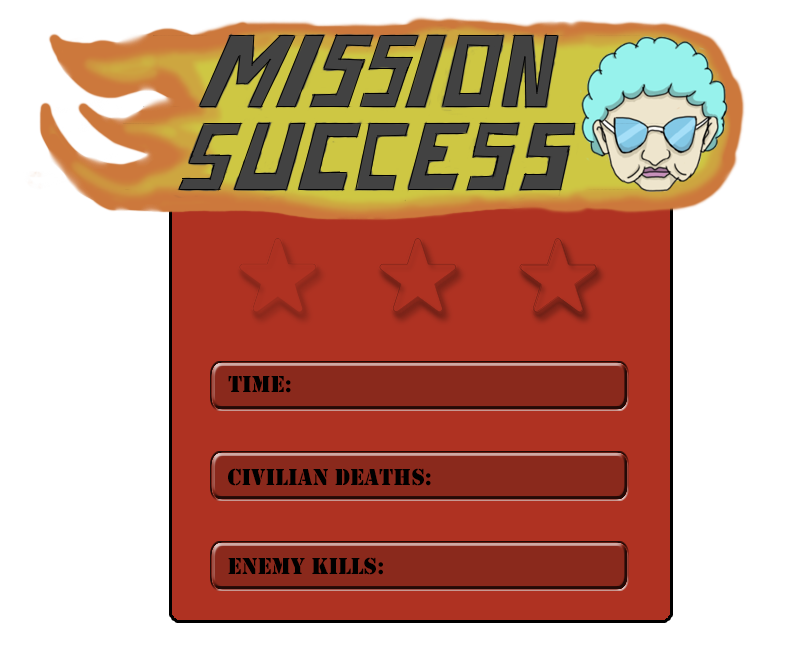 MISSION
SUCCESS
TIME:
CIVILIAN DEATHS:
ENEMY KILLS: